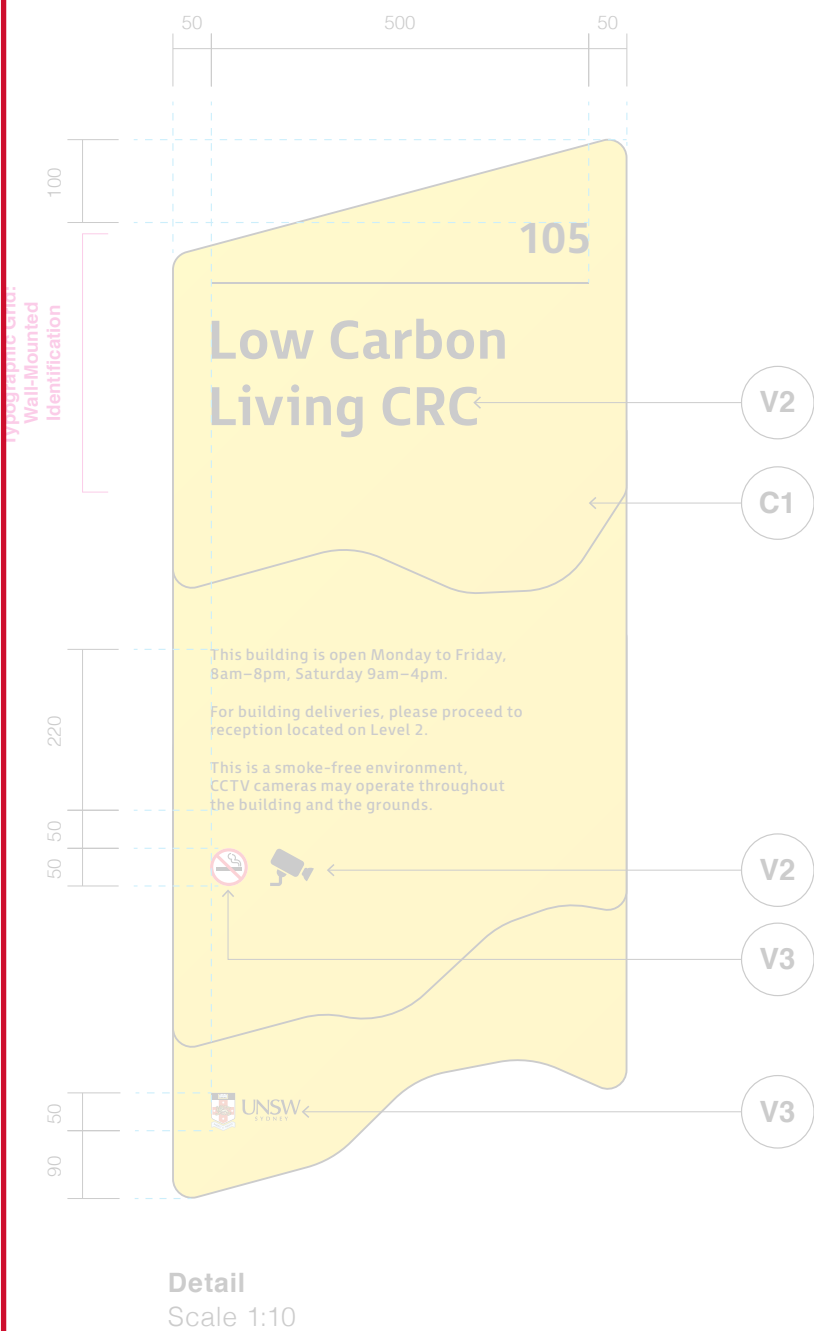 50 500 50
100
Typographic Grid:
Wall-Mounted
Identification
105
Low Carbon
Living CRC
V2
C1
220
This building is open Monday to Friday,
8am–8pm, Saturday 9am–4pm.
For building deliveries, please proceed to
reception located on Level 2.
This is a smoke-free environment,
CCTV cameras may operate throughout
the building and the grounds.
50
50
V2
V3
50
UNSW
SYDNEY
V3
90
Detail
Scale 1:10